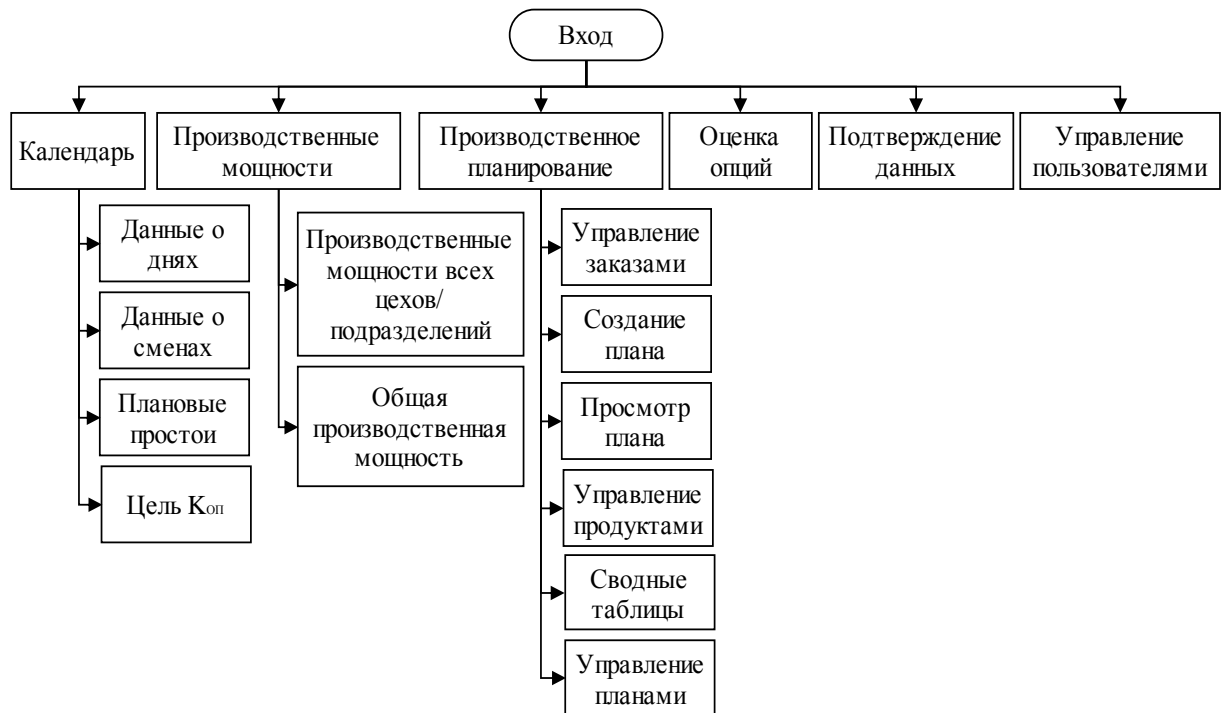 Вход
Календарь
Производственные
мощности
Производственное
планирование
Оценка
опций
Подтверждение
данных
Управление
пользователями
Данные о
днях
Данные о
сменах
Плановые
простои
Цель Kоп
Производственные
мощности всех
цехов/
подразделений
Общая
производственная
мощность
Управление
заказами
Создание
плана
Просмотр
плана
Управление
продуктами
Сводные
таблицы
Управление
планами